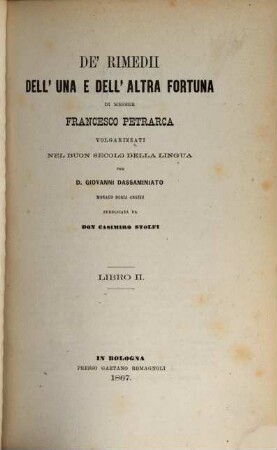 DE' RIMEDII
DELL' UNA E DELL' ALTRA FORTUNA
DI MESSER
FRANCESCO PETRARCA
VOLGARIZZATI
NEL BUON SECOLO DELLA LINGUA
PER
D. GIOVANNI DASSAMINIATO
MONACO DEGLI ANGELI
PUBBLICATI DA
DON CASIMIRO STOLFI
LIBRO II.
IN BOLOGNA
PRESSO GAETANO ROMAGNOLI
1867.